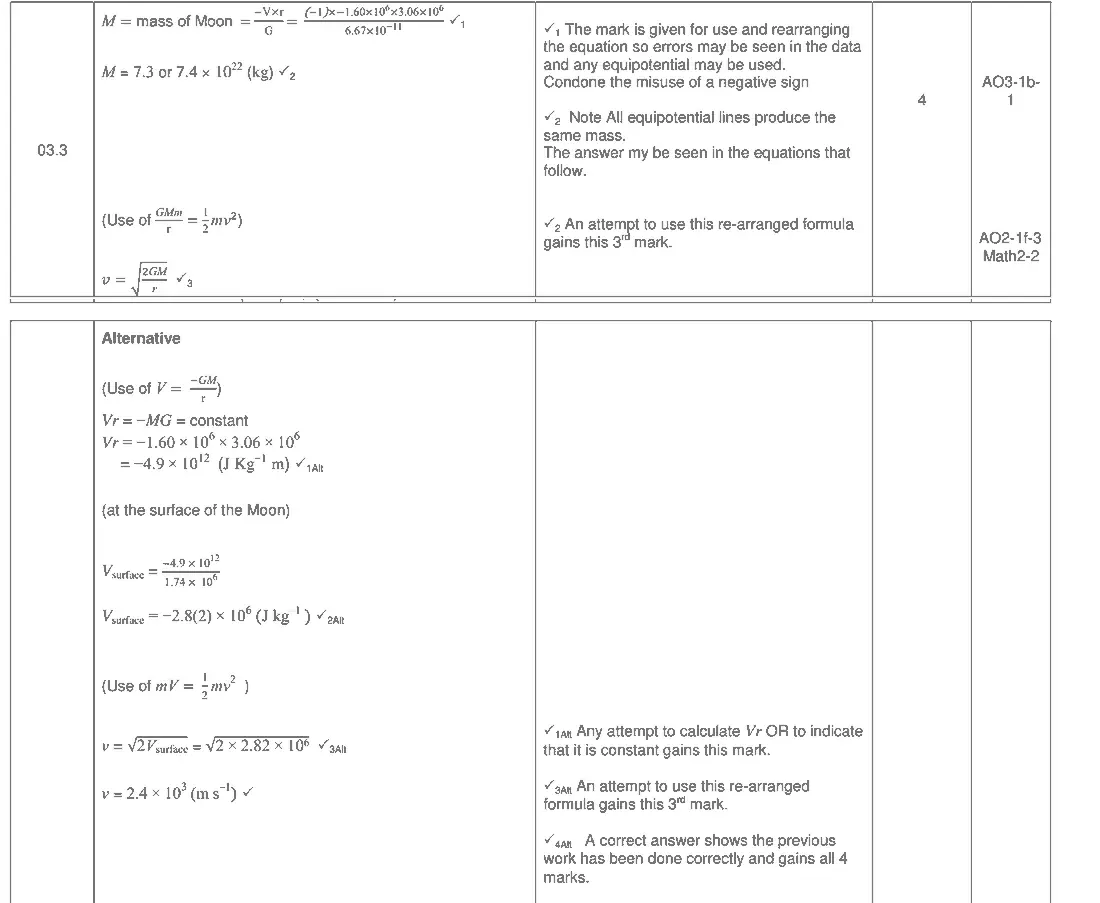 M = mass of Moon = −V×r/G = (−1)×−1.60×10⁶×3.06×10⁶/6.67×10⁻¹¹ ✓₁
M = 7.3 or 7.4 × 10²² (kg) ✓₂
(Use of GMm/r = ½mv²)
v = √(2GM/r) ✓₃
03.3
✓₁ The mark is given for use and rearranging
the equation so errors may be seen in the data
and any equipotential may be used.
Condone the misuse of a negative sign
✓₂ Note All equipotential lines produce the
same mass.
The answer my be seen in the equations that
follow.
✓₂ An attempt to use this re-arranged formula
gains this 3rd mark.
4
AO3-1b-
1
AO2-1f-3
Math2-2
Alternative
(Use of V = −GM/r)
Vr = −MG = constant
Vr = −1.60 × 10⁶ × 3.06 × 10⁶
= −4.9 × 10¹² (J Kg⁻¹ m) ✓1Alt
(at the surface of the Moon)
Vsurface = −4.9 × 10¹²/1.74 × 10⁶
Vsurface = −2.8(2) × 10⁶ (J kg⁻¹ ) ✓2Alt
(Use of mV = ½mv² )
v = √2Vsurface = √2 × 2.82 × 10⁶ ✓3Alt
v = 2.4 × 10³ (m s⁻¹) ✓
✓1Alt Any attempt to calculate Vr OR to indicate
that it is constant gains this mark.
✓3Alt An attempt to use this re-arranged
formula gains this 3rd mark.
✓4Alt A correct answer shows the previous
work has been done correctly and gains all 4
marks.